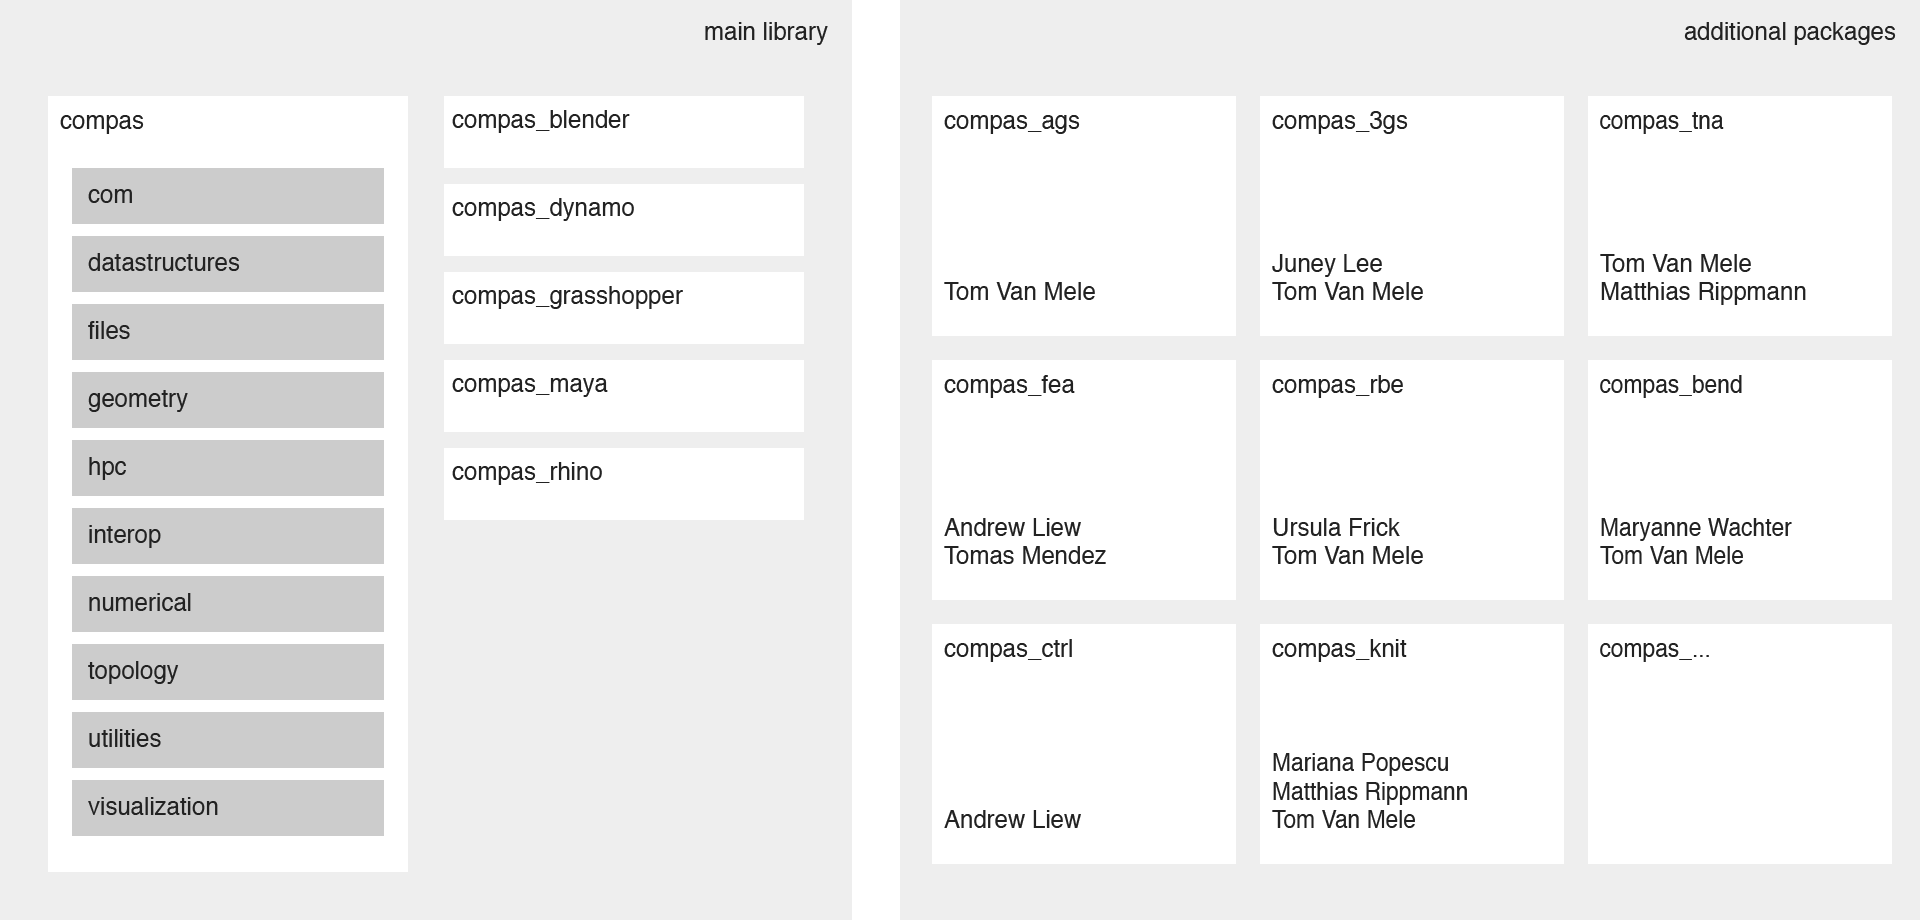 main library
compas
com
datastructures
files
geometry
hpc
interop
numerical
topology
utilities
visualization
compas_blender
compas_dynamo
compas_grasshopper
compas_maya
compas_rhino
additional packages
compas_ags
Tom Van Mele
compas_3gs
Juney Lee
Tom Van Mele
compas_tna
Tom Van Mele
Matthias Rippmann
compas_fea
Andrew Liew
Tomas Mendez
compas_rbe
Ursula Frick
Tom Van Mele
compas_bend
Maryanne Wachter
Tom Van Mele
compas_ctrl
Andrew Liew
compas_knit
Mariana Popescu
Matthias Rippmann
Tom Van Mele
compas_...